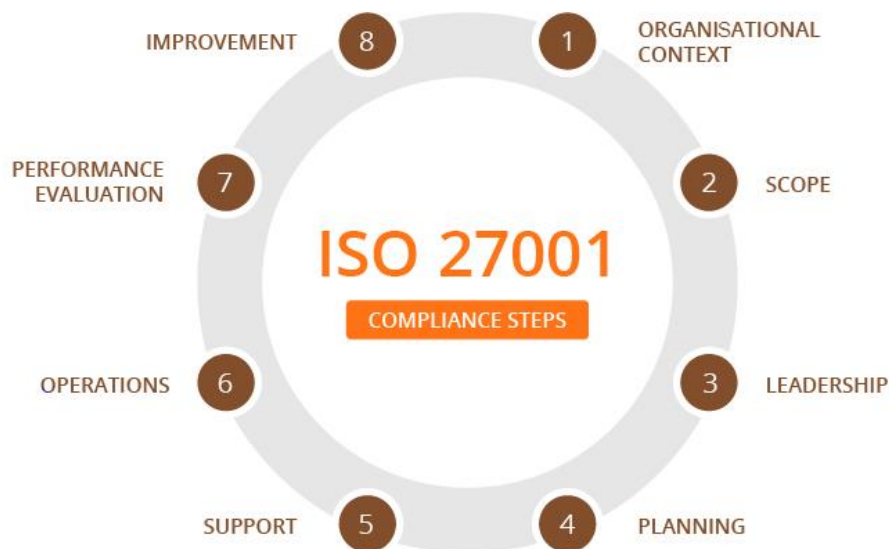 ISO 27001
COMPLIANCE STEPS
1
ORGANISATIONAL
CONTEXT
2
SCOPE
3
LEADERSHIP
4
PLANNING
5
SUPPORT
6
OPERATIONS
7
PERFORMANCE
EVALUATION
8
IMPROVEMENT